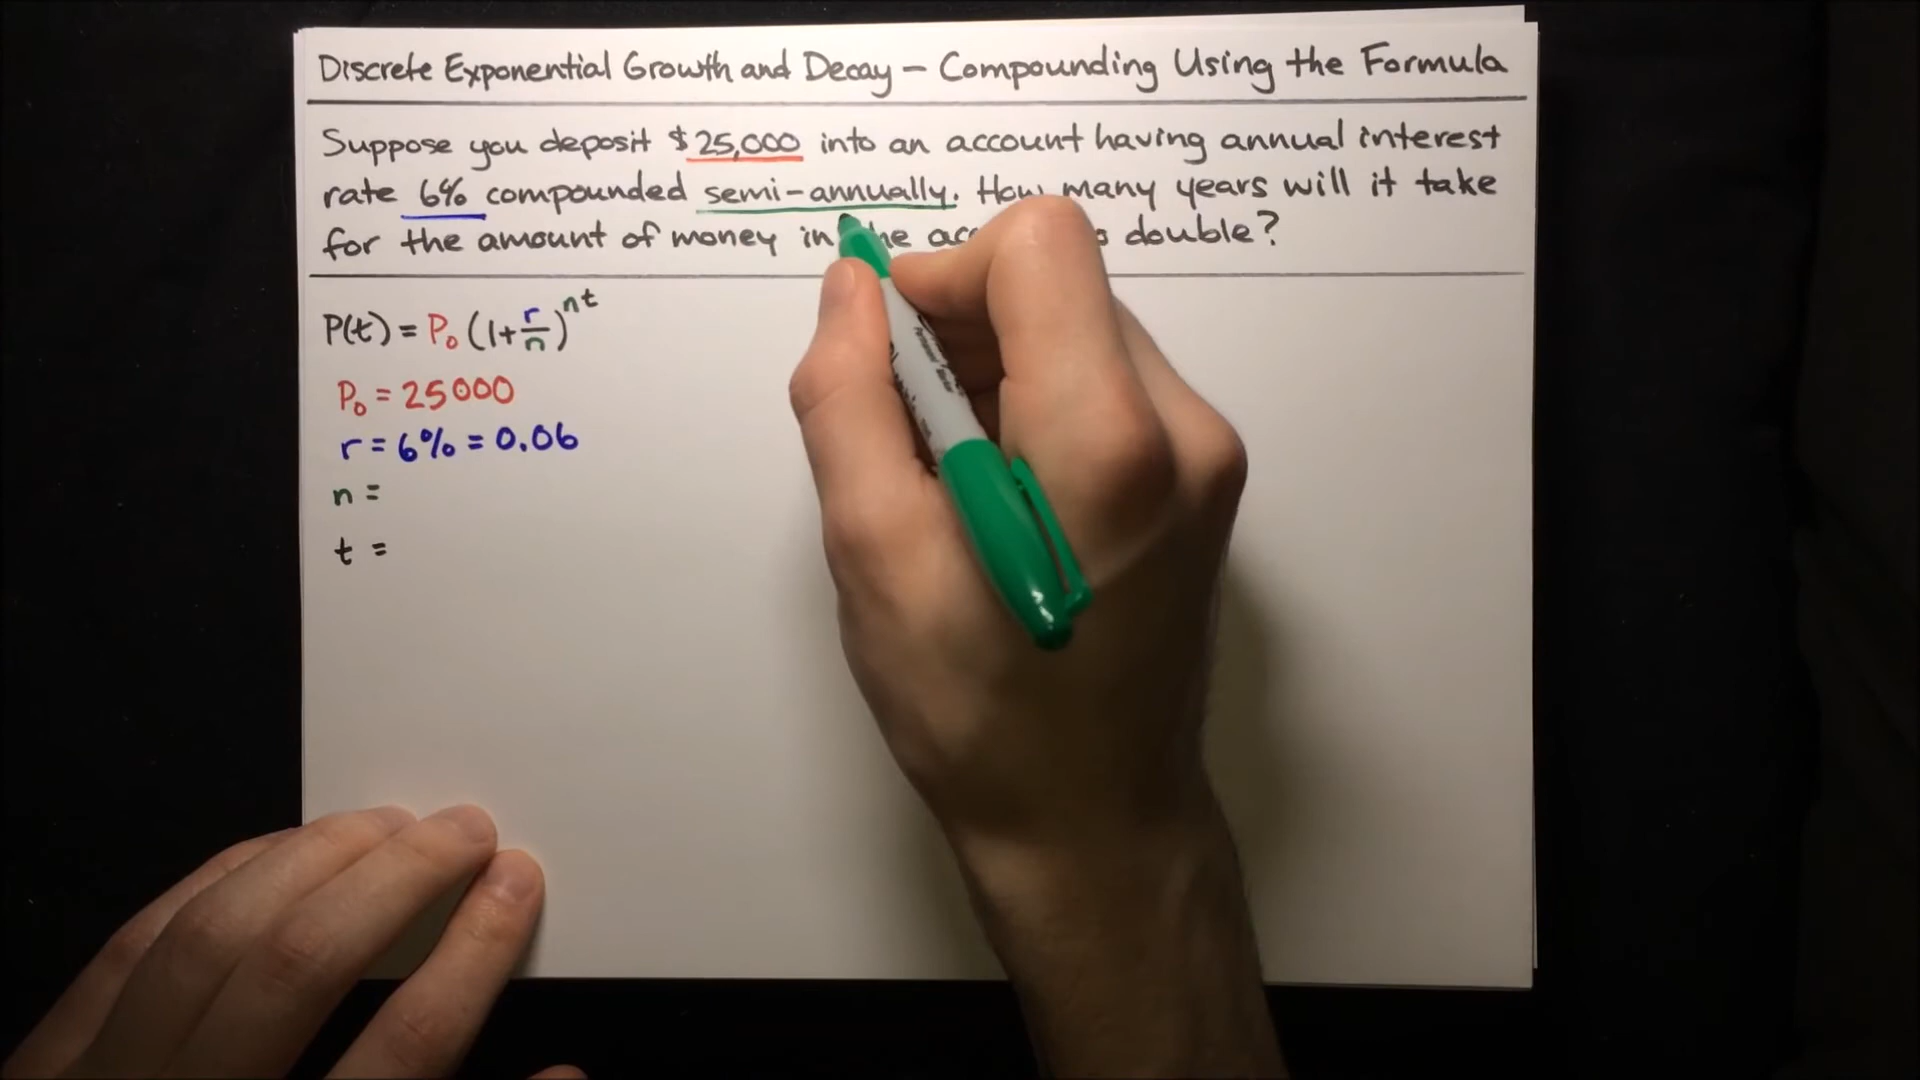 Discrete Exponential Growth and Decay – Compounding Using the Formula
Suppose you deposit $25,000 into an account having annual interest
rate 6% compounded semi-annually. How many years will it take
for the amount of money in the double?
P(t) = P₀ (1+r/n)^nt
P₀ = 25000
r = 6% = 0.06
n =
t =